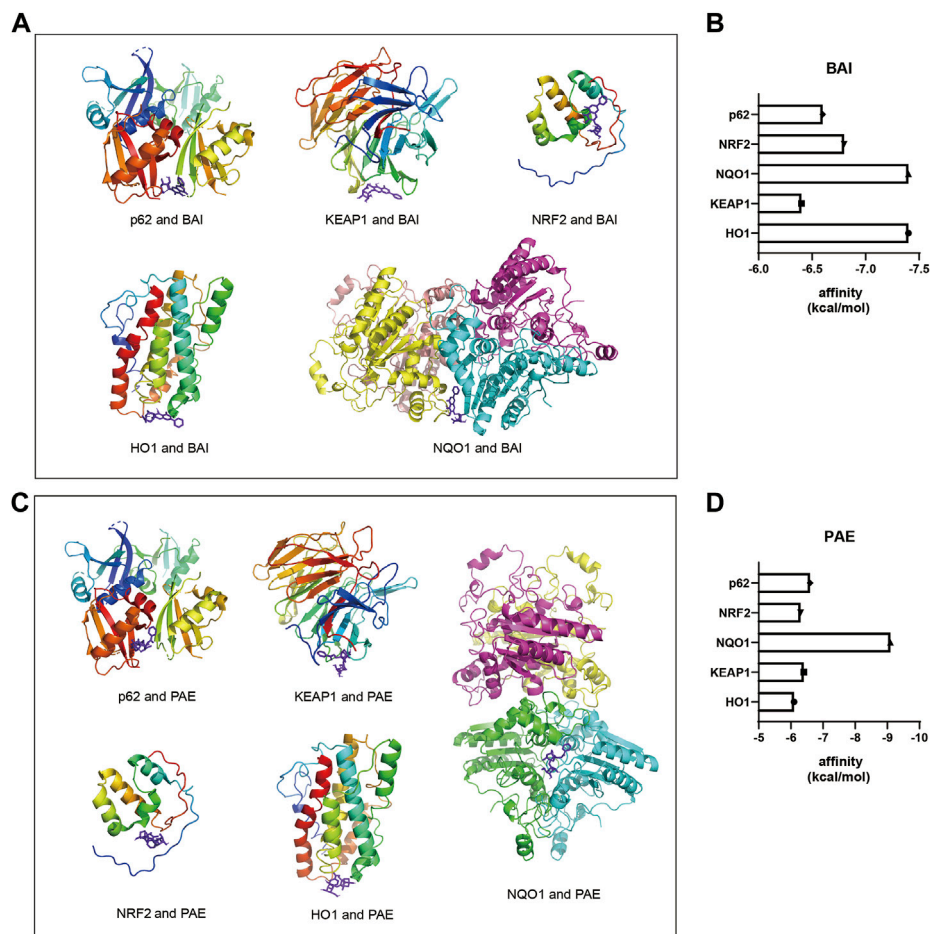 A
p62 and BAI
KEAP1 and BAI
NRF2 and BAI
HO1 and BAI
NQO1 and BAI
B
BAI
p62
NRF2
NQO1
KEAP1
HO1
-6.0 -6.5 -7.0 -7.5
affinity
(kcal/mol)
C
p62 and PAE
KEAP1 and PAE
NRF2 and PAE
HO1 and PAE
NQO1 and PAE
D
PAE
p62
NRF2
NQO1
KEAP1
HO1
-5 -6 -7 -8 -9 -10
affinity
(kcal/mol)